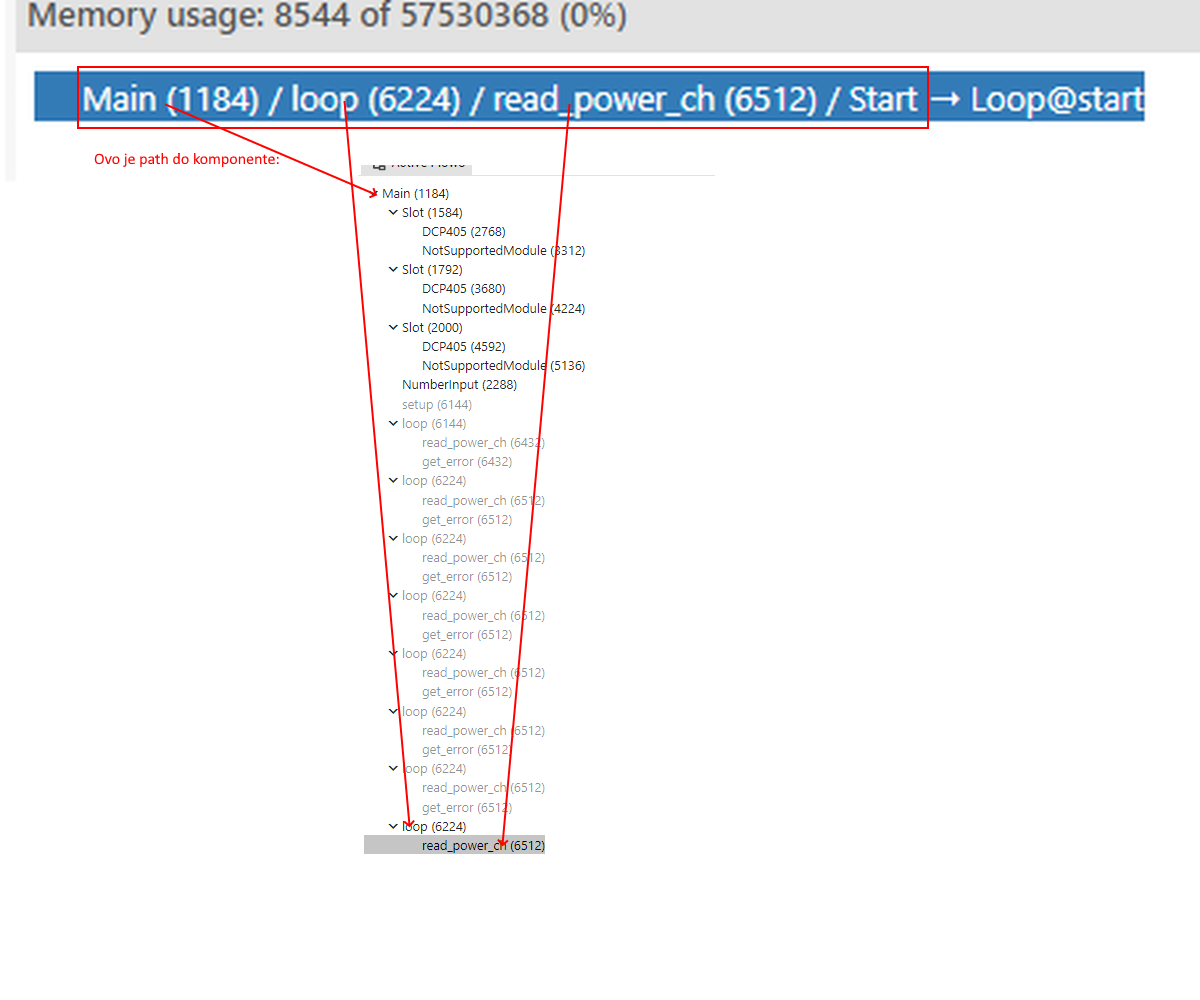 Memory usage: 8544 of 57530368 (0%)
Main (1184) / loop (6224) / read_power_ch (6512) / Start → Loop@start
Ovo je path do komponente:
Active Flows
Main (1184)
Slot (1584)
DCP405 (2768)
NotSupportedModule (3312)
Slot (1792)
DCP405 (3680)
NotSupportedModule (4224)
Slot (2000)
DCP405 (4592)
NotSupportedModule (5136)
NumberInput (2288)
setup (6144)
loop (6144)
read_power_ch (6432)
get_error (6432)
loop (6224)
read_power_ch (6512)
get_error (6512)
loop (6224)
read_power_ch (6512)
get_error (6512)
loop (6224)
read_power_ch (6512)
get_error (6512)
loop (6224)
read_power_ch (6512)
get_error (6512)
loop (6224)
read_power_ch (6512)
get_error (6512)
loop (6224)
read_power_ch (6512)
get_error (6512)
loop (6224)
read_power_ch (6512)